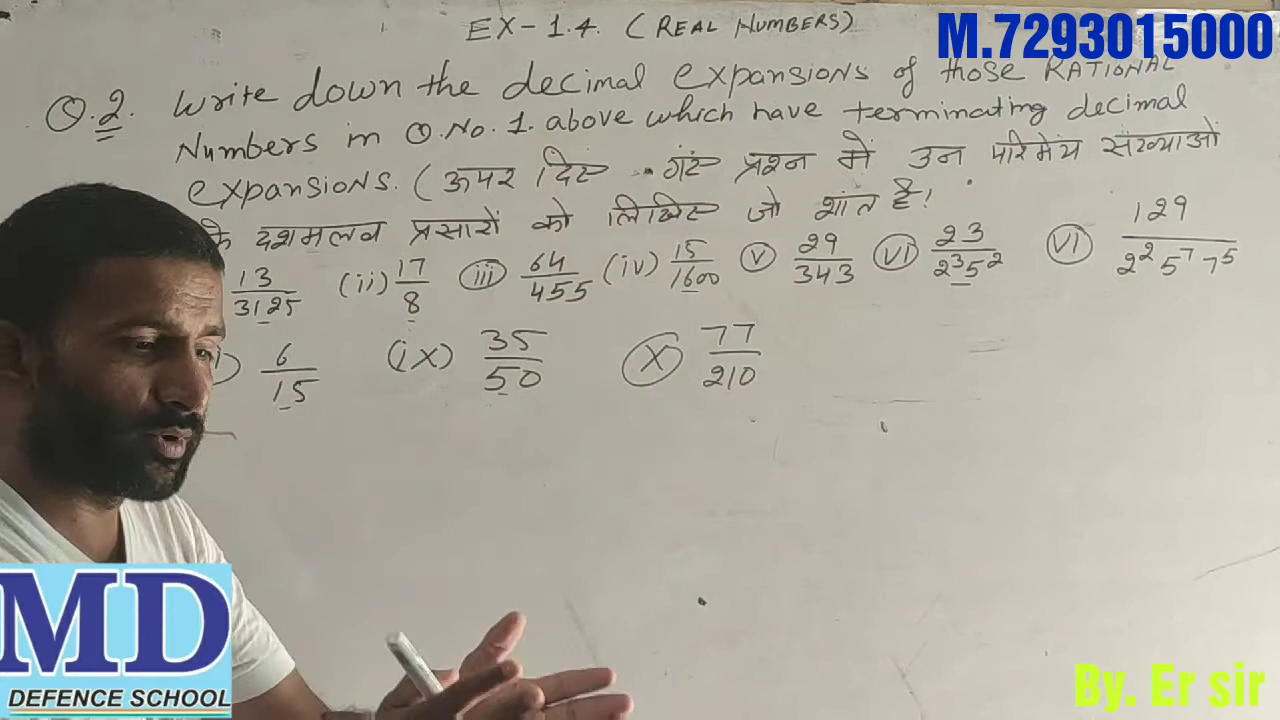 EX-1.4. (REAL NUMBERS)
M.7293015000
Q.2. Write down the decimal expansions of those RATIONAL
Numbers in Q.No.1. above which have terminating decimal
expansions. (ऊपर दिए गए प्रश्न में उन परिमेय संख्याओं
के दशमलव प्रसारों को लिखिए जो शांत है।
13/3125 (ii) 17/8 (iii) 64/455 (iv) 15/1600 (v) 29/343 (vi) 23/2³5² (vi) 129/2²5⁷7⁵
6/15 (ix) 35/50 (x) 77/210
MD
DEFENCE SCHOOL
By. Er sir